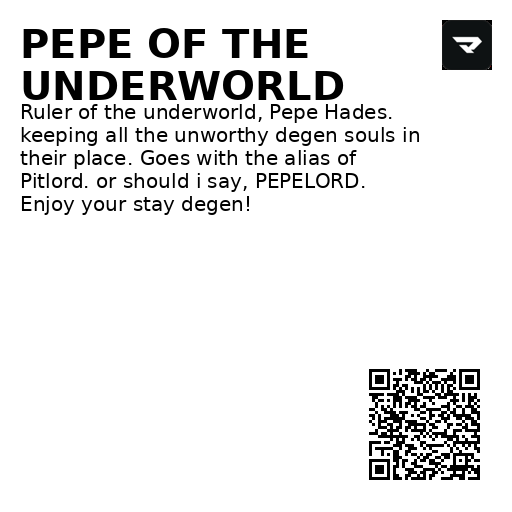 PEPE OF THE
UNDERWORLD
Ruler of the underworld, Pepe Hades.
keeping all the unworthy degen souls in
their place. Goes with the alias of
Pitlord. or should i say, PEPELORD.
Enjoy your stay degen!